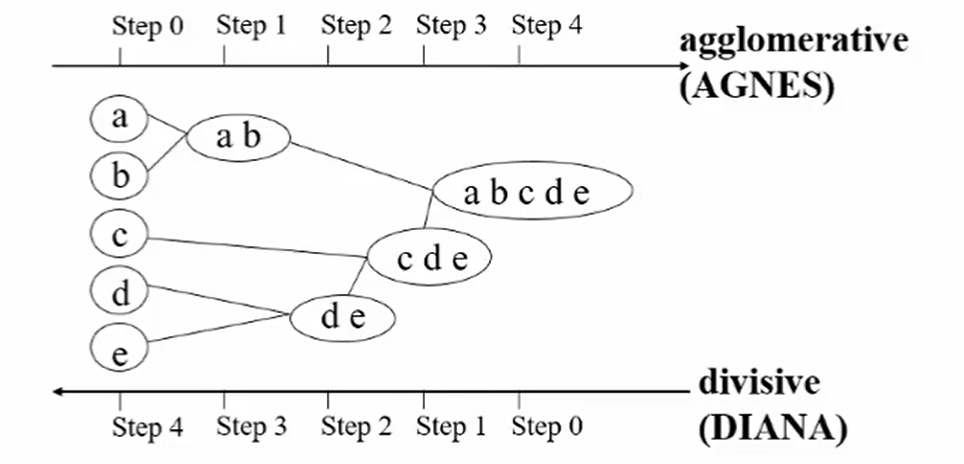 Step 0 Step 1 Step 2 Step 3 Step 4
agglomerative
(AGNES)
a
a b
b
a b c d e
c
c d e
d
d e
e
divisive
(DIANA)
Step 4 Step 3 Step 2 Step 1 Step 0